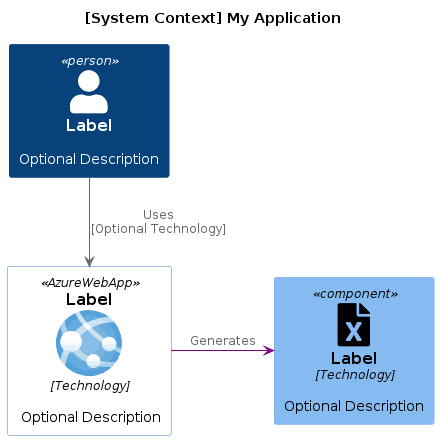 [System Context] My Application
«person»
Label
Optional Description
Uses
[Optional Technology]
«AzureWebApp»
Label
[Technology]
Optional Description
Generates
«component»
X
Label
[Technology]
Optional Description